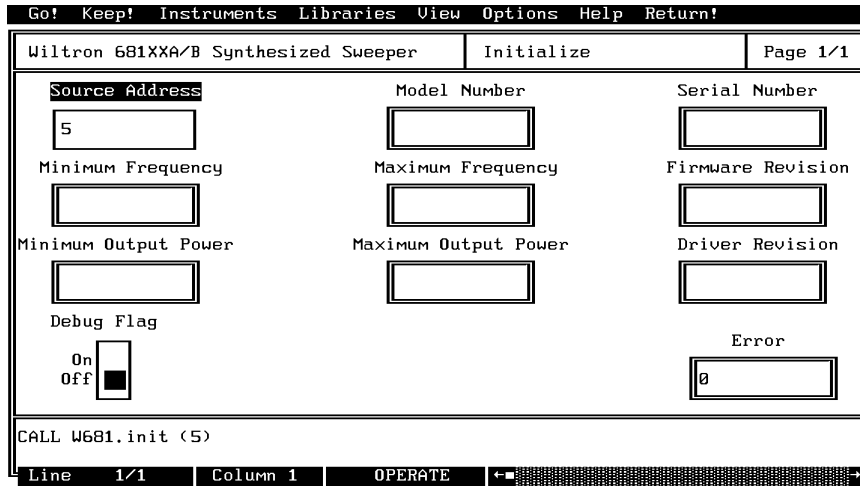 Go! Keep! Instruments Libraries View Options Help Return!
Wiltron 681XXA/B Synthesized Sweeper Initialize Page 1/1
Source Address Model Number Serial Number
5
Minimum Frequency Maximum Frequency Firmware Revision
Minimum Output Power Maximum Output Power Driver Revision
Debug Flag
Error
On
Off 0
CALL W681.init (5)
Line 1/1 Column 1 OPERATE